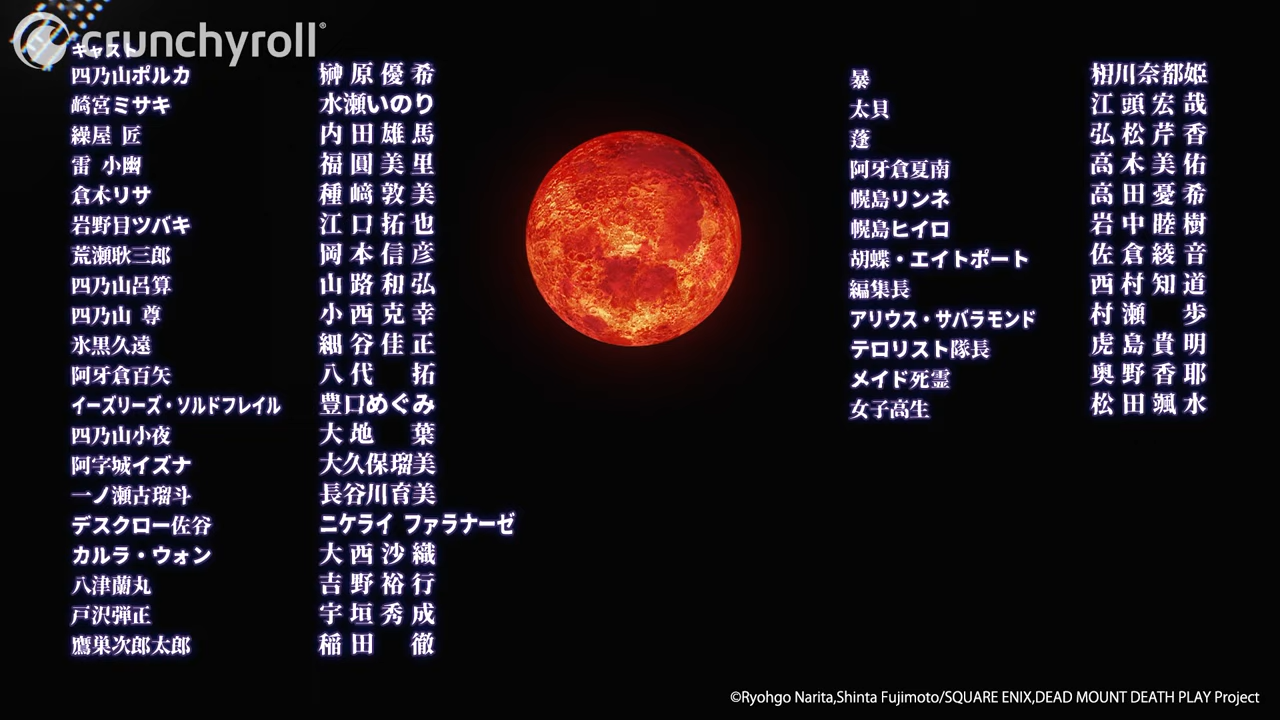 crunchyroll®
キャスト
四乃山ポルカ 榊原優希
崎宮ミサキ 水瀬いのり
繰屋 匠 内田雄馬
雷 小幽 福圓美里
倉木リサ 種﨑敦美
岩野目ツバキ 江口拓也
荒瀬耿三郎 岡本信彦
四乃山呂算 山路和弘
四乃山 尊 小西克幸
氷黒久遠 細谷佳正
阿牙倉百矢 八代 拓
イーズリーズ・ソルドフレイル 豊口めぐみ
四乃山小夜 大地 葉
阿字城イズナ 大久保瑠美
一ノ瀬古瑠斗 長谷川育美
デスクロー佐谷 ニケライ ファラナーゼ
カルラ・ウォン 大西沙織
八津蘭丸 吉野裕行
戸沢弾正 宇垣秀成
鷹巣次郎太郎 稲田 徹
暴 相川奈都姫
太貝 江頭宏哉
蓬 弘松芹香
阿牙倉夏南 高木美佑
幌島リンネ 高田憂希
幌島ヒイロ 岩中睦樹
胡蝶・エイトポート 佐倉綾音
編集長 西村知道
アリウス・サバラモンド 村瀬 歩
テロリスト隊長 虎島貴明
メイド死霊 奥野香耶
女子高生 松田颯水
©Ryohgo Narita,Shinta Fujimoto/SQUARE ENIX,DEAD MOUNT DEATH PLAY Project